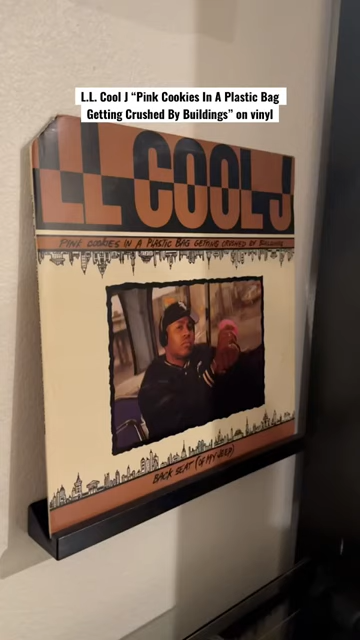 L.L. Cool J “Pink Cookies In A Plastic Bag
Getting Crushed By Buildings” on vinyl
LL COOL J
PINK COOKIES IN A PLASTIC BAG GETTING CRUSHED BY BUILDINGS
BACK SEAT (OF MY JEEP)